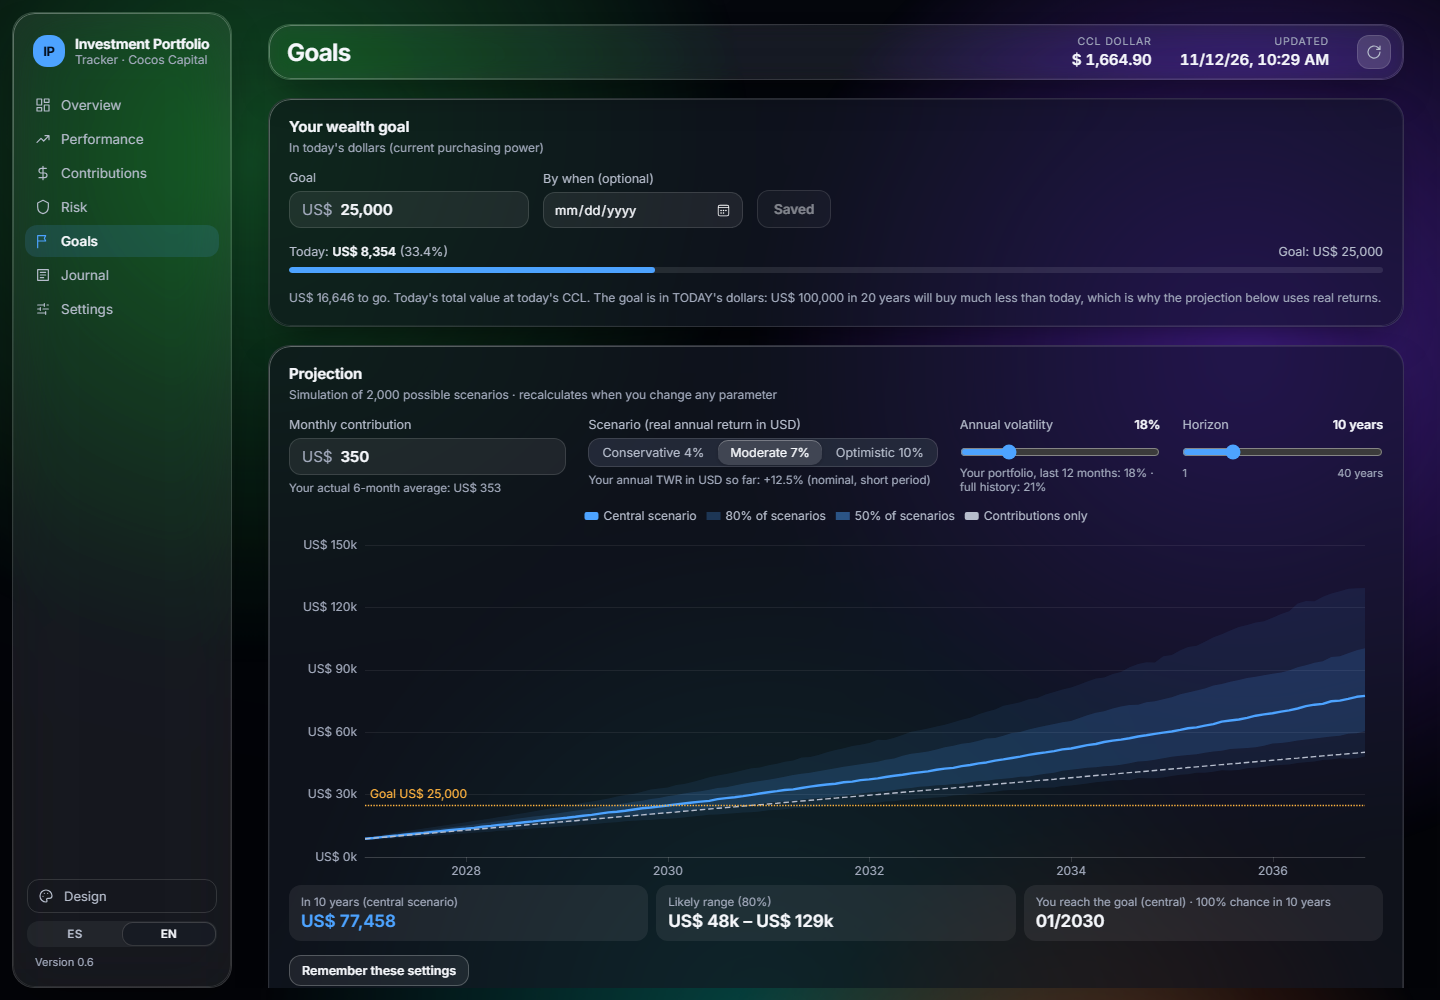 IP
Investment Portfolio
Tracker · Cocos Capital
Overview
Performance
Contributions
Risk
Goals
Journal
Settings
Design
ES
EN
Version 0.6
Goals
CCL DOLLAR
$ 1,664.90
UPDATED
11/12/26, 10:29 AM
Your wealth goal
In today's dollars (current purchasing power)
Goal
US$ 25,000
By when (optional)
mm/dd/yyyy
Saved
Today: US$ 8,354 (33.4%)
Goal: US$ 25,000
US$ 16,646 to go. Today's total value at today's CCL. The goal is in TODAY's dollars: US$ 100,000 in 20 years will buy much less than today, which is why the projection below uses real returns.
Projection
Simulation of 2,000 possible scenarios · recalculates when you change any parameter
Monthly contribution
US$ 350
Your actual 6-month average: US$ 353
Scenario (real annual return in USD)
Conservative 4%
Moderate 7%
Optimistic 10%
Your annual TWR in USD so far: +12.5% (nominal, short period)
Annual volatility
18%
Your portfolio, last 12 months: 18% ·
full history: 21%
Horizon
10 years
1
40 years
Central scenario
80% of scenarios
50% of scenarios
Contributions only
US$ 150k
US$ 120k
US$ 90k
US$ 60k
US$ 30k
US$ 0k
Goal US$ 25,000
2028
2030
2032
2034
2036
In 10 years (central scenario)
US$ 77,458
Likely range (80%)
US$ 48k – US$ 129k
You reach the goal (central) · 100% chance in 10 years
01/2030
Remember these settings